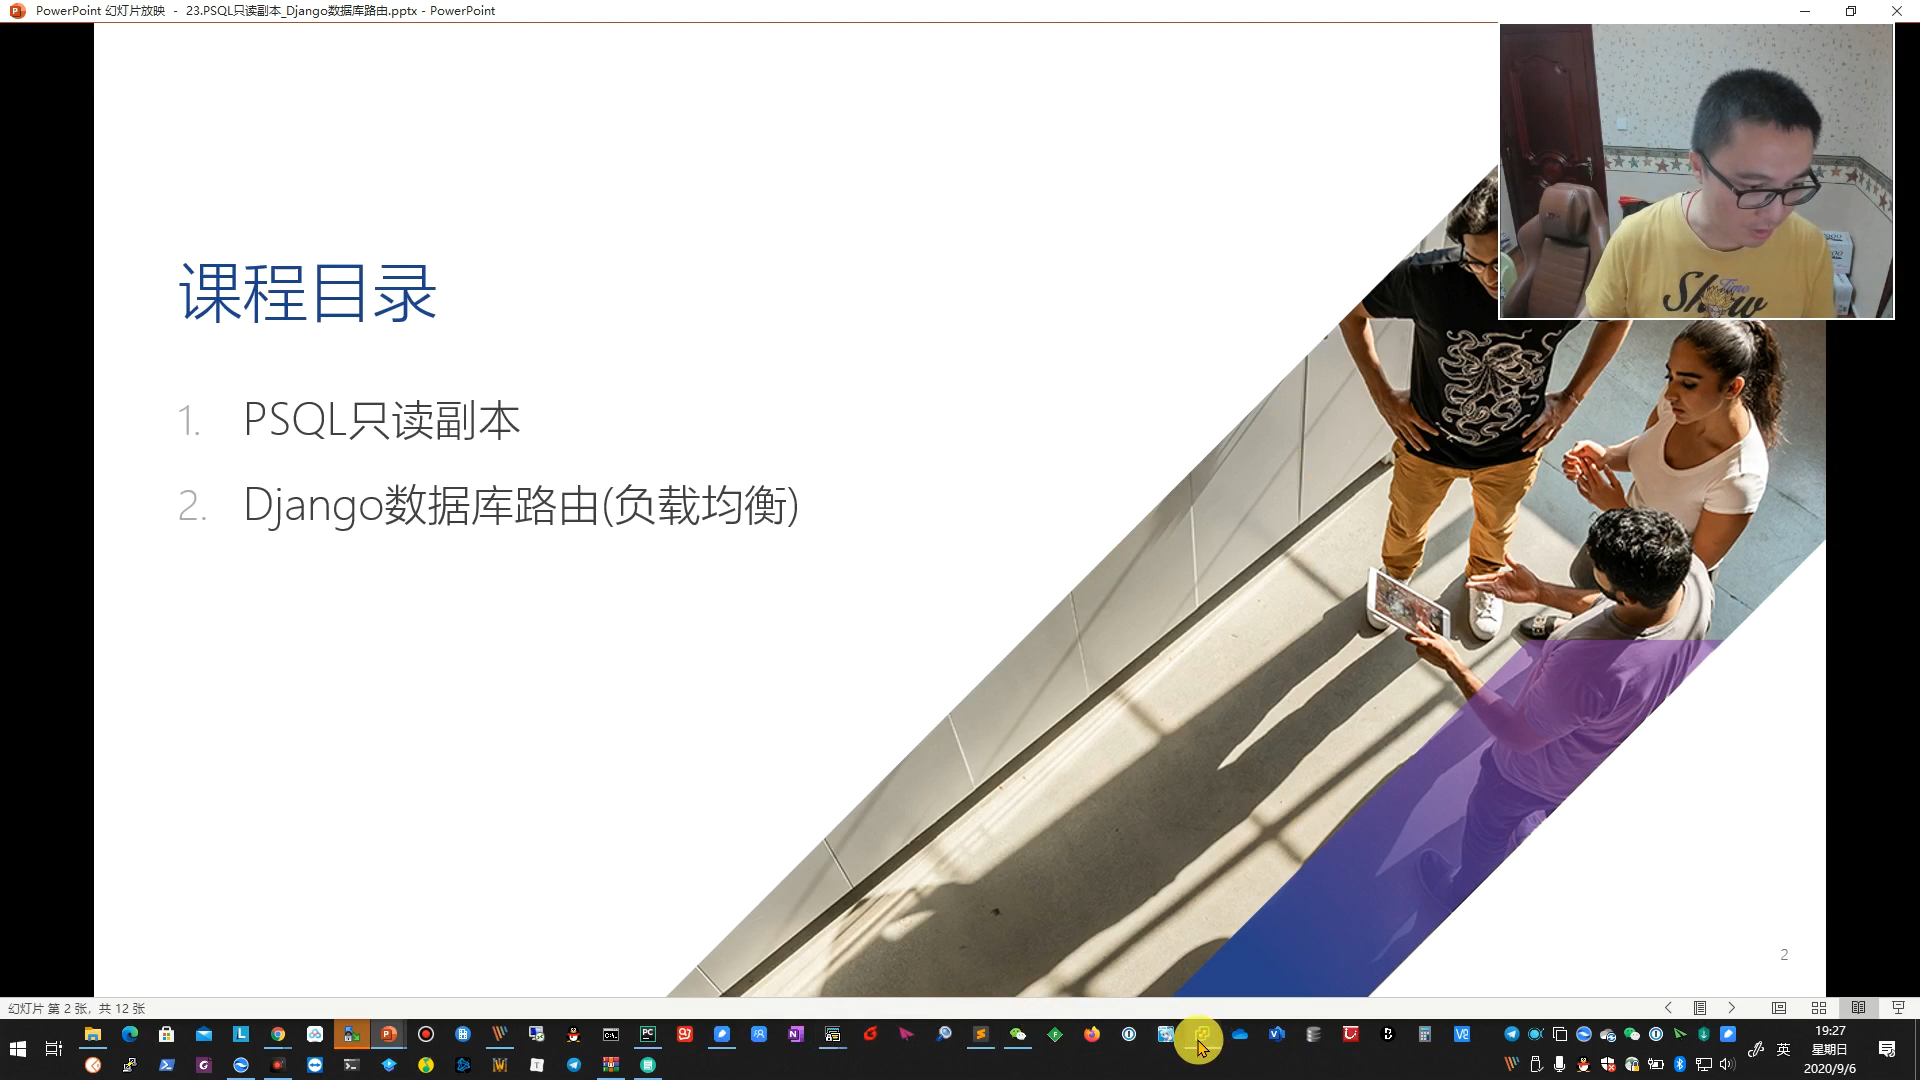 PowerPoint 幻灯片放映 - 23.PSQL只读副本_Django数据库路由.pptx - PowerPoint
课程目录
1. PSQL只读副本
2. Django数据库路由(负载均衡)
Show
2
幻灯片 第 2 张，共 12 张
19:27
英
星期日
2020/9/6